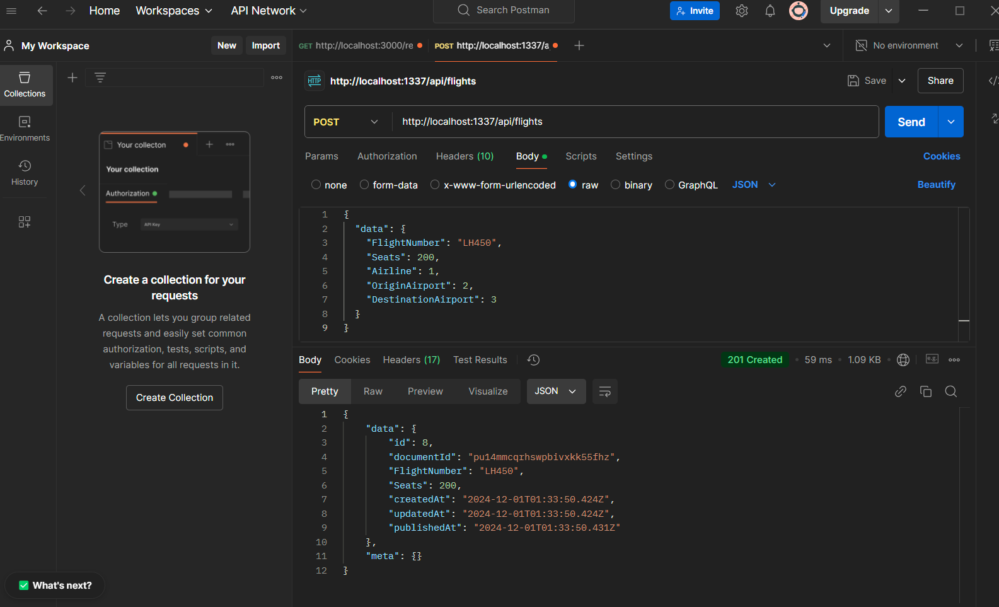 Home Workspaces API Network Search Postman Invite Upgrade
My Workspace New Import GET http://localhost:3000/re POST http://localhost:1337/a No environment
Collections
Environments
History
Your collecton
Your collection
Authorization
Type API Key
Create a collection for your
requests
A collection lets you group related
requests and easily set common
authorization, tests, scripts, and
variables for all requests in it.
Create Collection
What's next?
HTTP http://localhost:1337/api/flights Save Share
POST http://localhost:1337/api/flights Send
Params Authorization Headers (10) Body Scripts Settings Cookies
none form-data x-www-form-urlencoded raw binary GraphQL JSON Beautify
1 {
2 "data": {
3 "FlightNumber": "LH450",
4 "Seats": 200,
5 "Airline": 1,
6 "OriginAirport": 2,
7 "DestinationAirport": 3
8 }
9 }
Body Cookies Headers (17) Test Results 201 Created 59 ms 1.09 KB e.g.
Pretty Raw Preview Visualize JSON
1 {
2 "data": {
3 "id": 8,
4 "documentId": "pu14mmcqrhswpbivxkk55fhz",
5 "FlightNumber": "LH450",
6 "Seats": 200,
7 "createdAt": "2024-12-01T01:33:50.424Z",
8 "updatedAt": "2024-12-01T01:33:50.424Z",
9 "publishedAt": "2024-12-01T01:33:50.431Z"
10 },
11 "meta": {}
12 }